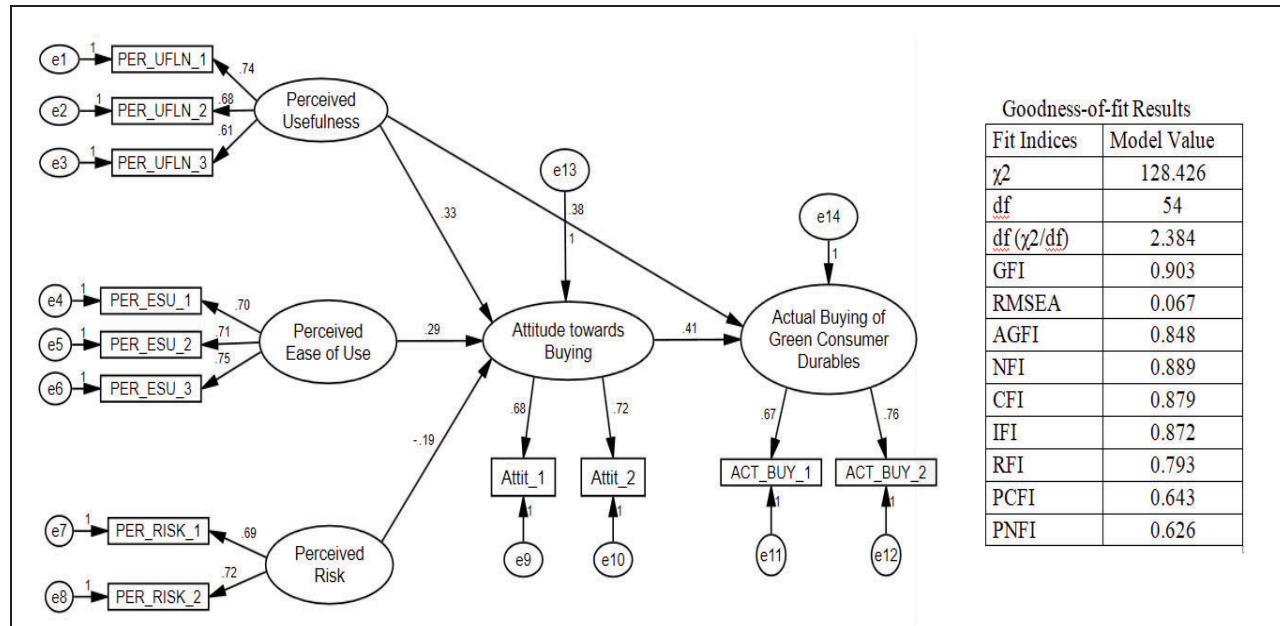 e1
1
PER_UFLN_1
.74
e2
1
PER_UFLN_2
.68
e3
1
PER_UFLN_3
.61
Perceived
Usefulness
e4
1
PER_ESU_1
.70
e5
1
PER_ESU_2
.71
e6
1
PER_ESU_3
.75
Perceived
Ease of Use
e7
1
PER_RISK_1
.69
e8
1
PER_RISK_2
.72
Perceived
Risk
.33
.29
-.19
e13
1
.38
Attitude towards
Buying
.41
e14
1
Actual Buying of
Green Consumer
Durables
.68
.72
Attit_1
Attit_2
1
1
e9
e10
.67
.76
ACT_BUY_1
ACT_BUY_2
1
1
e11
e12
Goodness-of-fit Results
Fit Indices Model Value
χ2 128.426
df 54
df (χ2/df) 2.384
GFI 0.903
RMSEA 0.067
AGFI 0.848
NFI 0.889
CFI 0.879
IFI 0.872
RFI 0.793
PCFI 0.643
PNFI 0.626